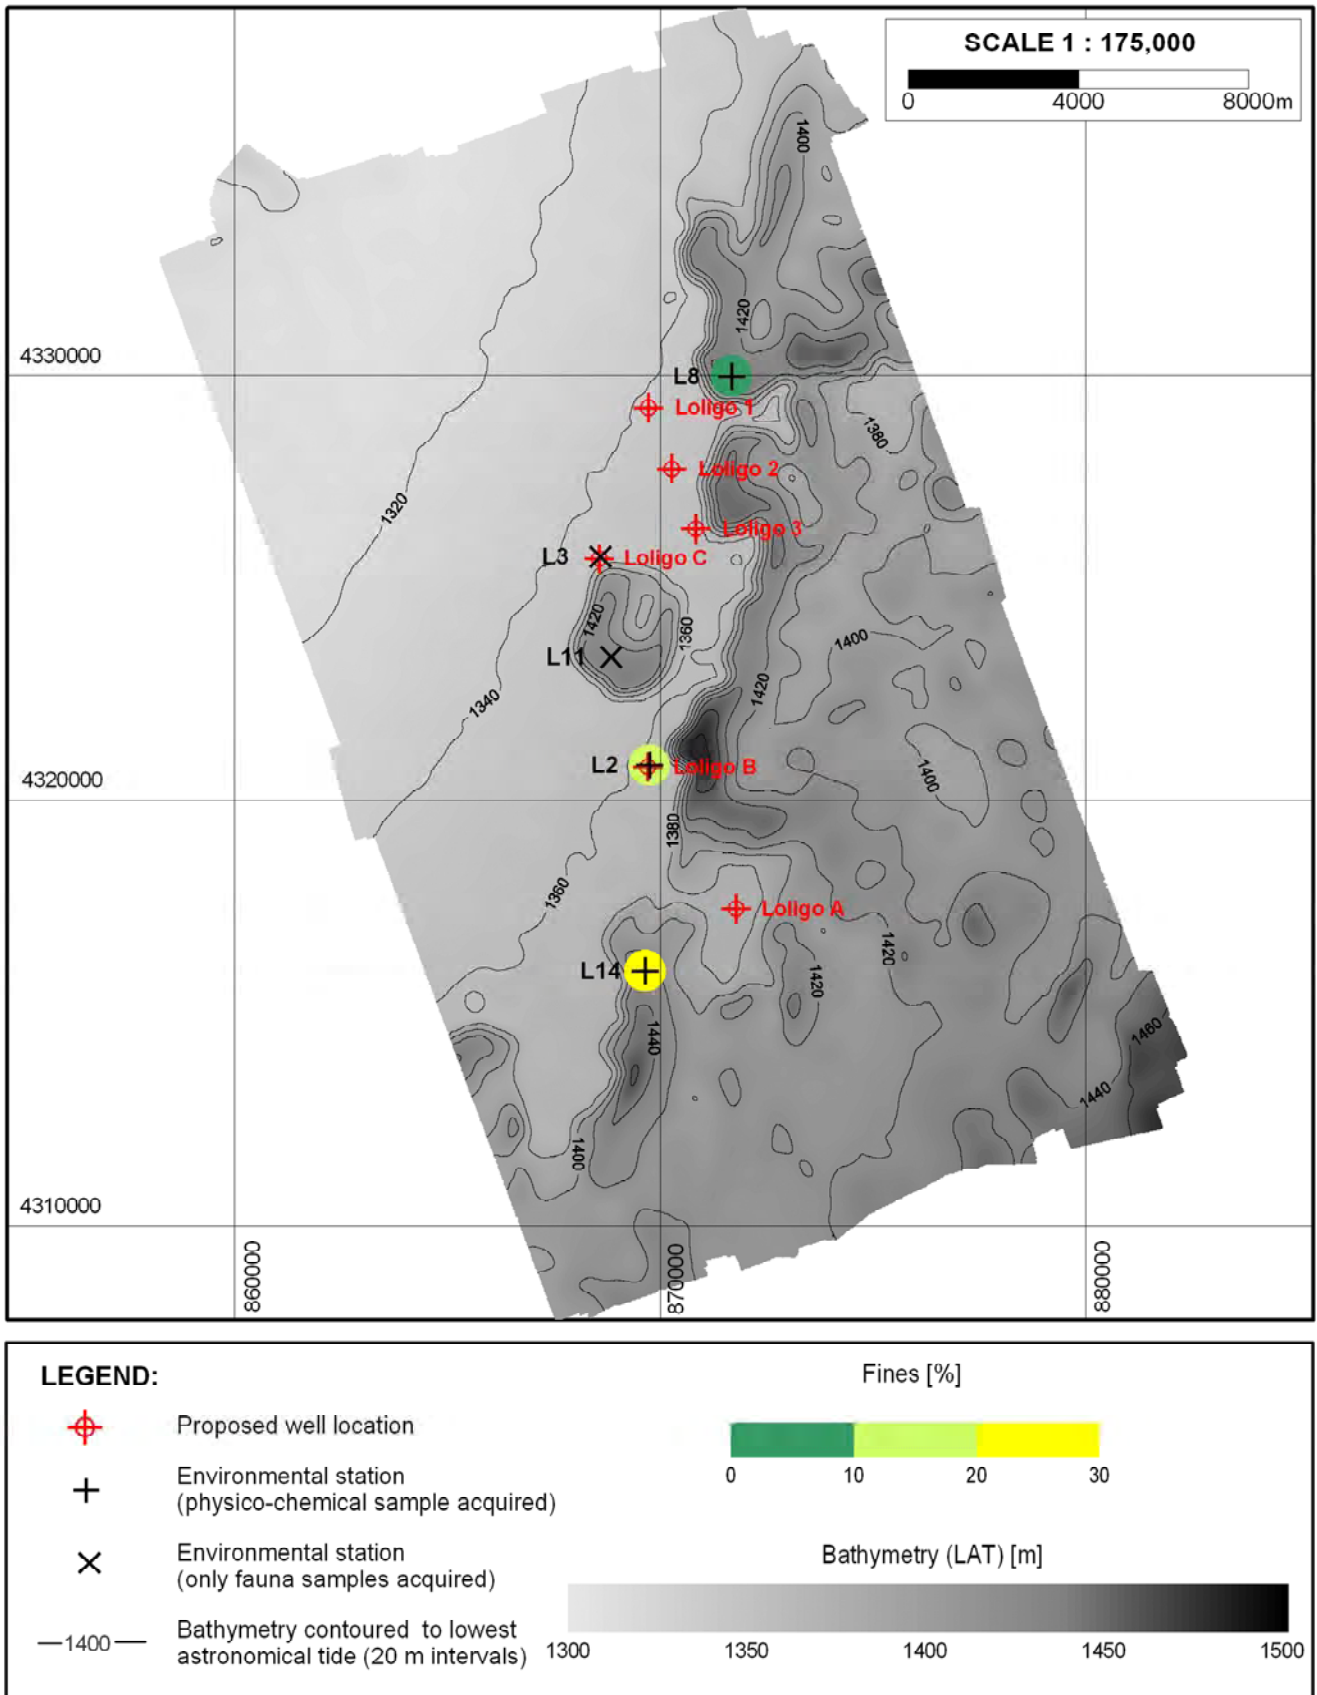 SCALE 1 : 175,000
0 4000 8000m
1400
1420
4330000
L8
Loligo 1
1380
Loligo 2
1320
Loligo 3
L3
Loligo C
1420
1360
1400
L11
1420
1340
L2
Loligo B
1400
4320000
1380
1360
Loligo A
1420
L14
1420
1440
1460
1440
1400
4310000
860000
870000
880000
LEGEND:
Fines [%]
Proposed well location
0 10 20 30
Environmental station
(physico-chemical sample acquired)
Environmental station
(only fauna samples acquired)
Bathymetry (LAT) [m]
1400
Bathymetry contoured to lowest
astronomical tide (20 m intervals)
1300 1350 1400 1450 1500